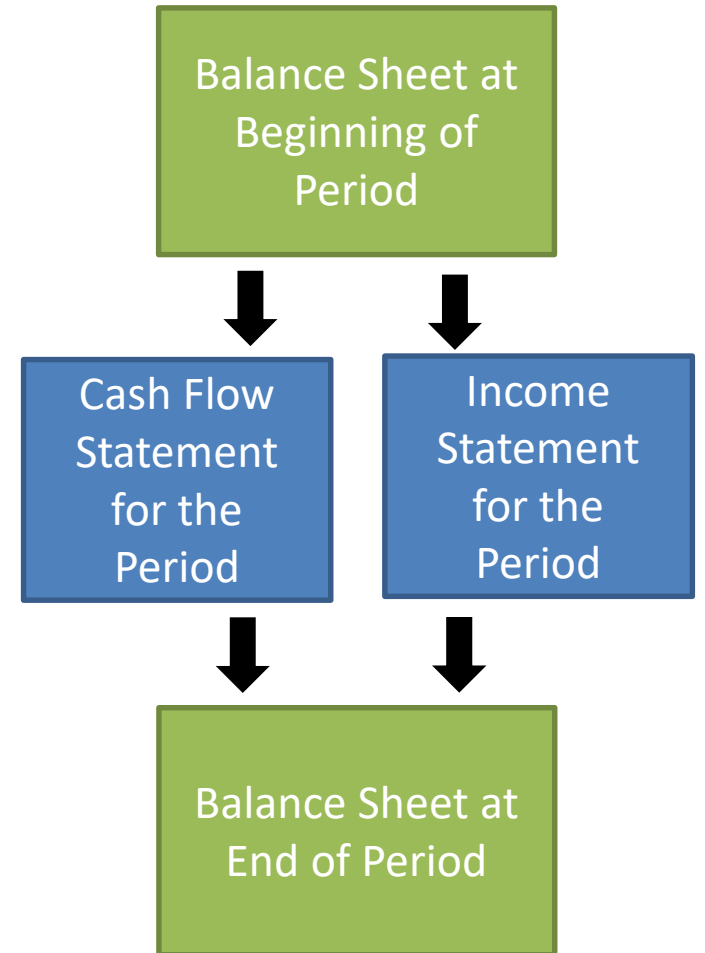 Balance Sheet at
Beginning of
Period
Cash Flow
Statement
for the
Period
Income
Statement
for the
Period
Balance Sheet at
End of Period